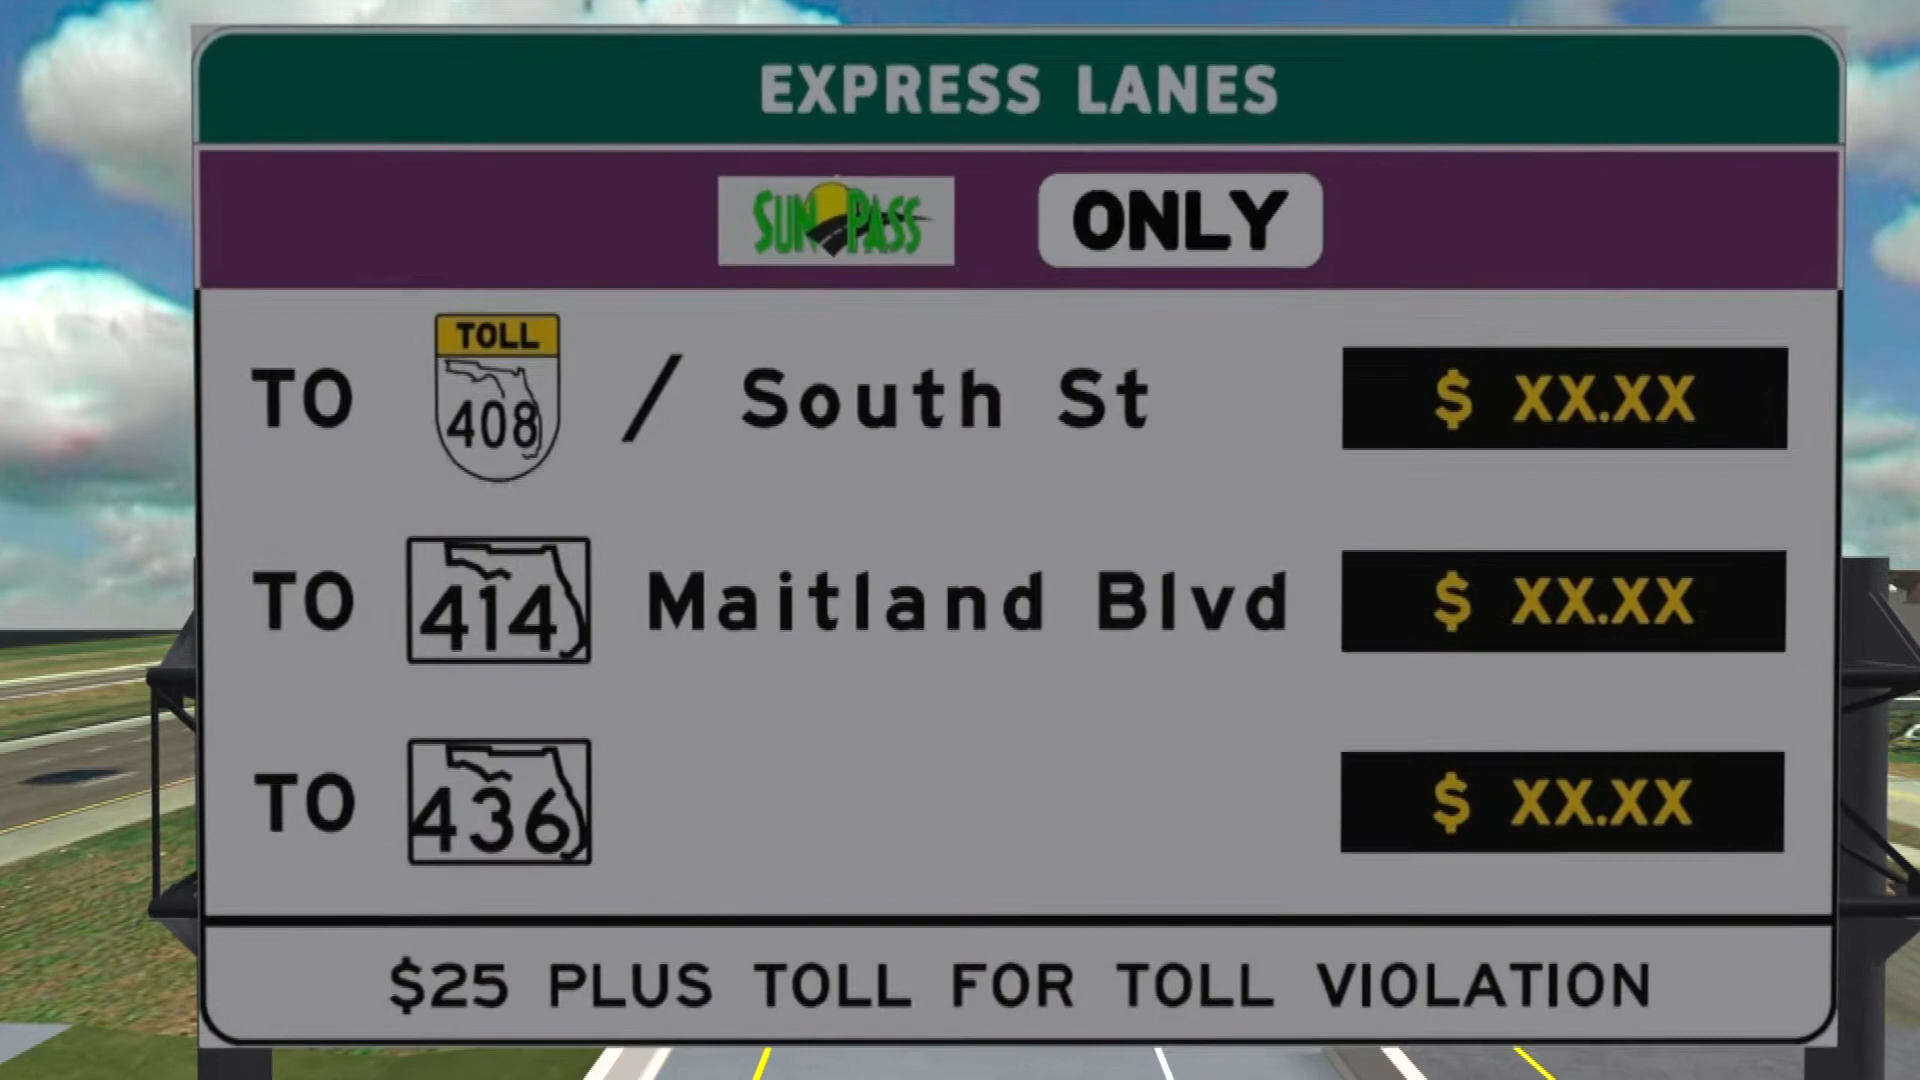 EXPRESS LANES
SUNPASS ONLY
TO TOLL 408 / South St $ XX.XX
TO 414 Maitland Blvd $ XX.XX
TO 436 $ XX.XX
$25 PLUS TOLL FOR TOLL VIOLATION